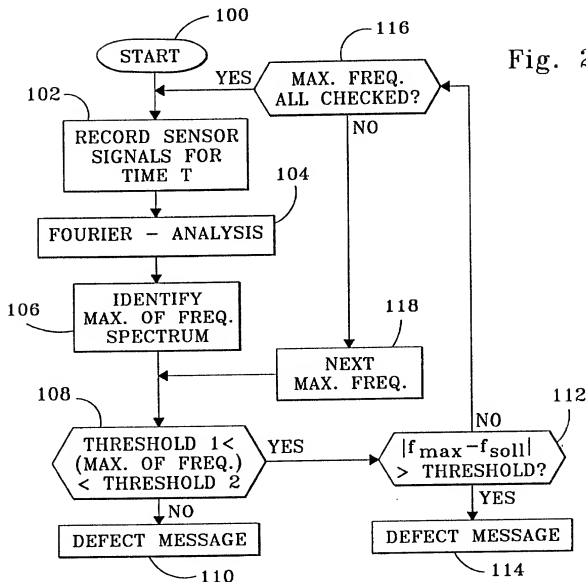 100
START
116
YES
MAX. FREQ.
ALL CHECKED?
Fig. 2
102
NO
RECORD SENSOR
SIGNALS FOR
TIME T
104
FOURIER – ANALYSIS
106
IDENTIFY
MAX. OF FREQ.
SPECTRUM
118
NEXT
MAX. FREQ.
108
THRESHOLD 1<
(MAX. OF FREQ.)
< THRESHOLD 2
YES
112
NO
|fmax–fsoll|
> THRESHOLD?
NO
YES
DEFECT MESSAGE
110
DEFECT MESSAGE
114